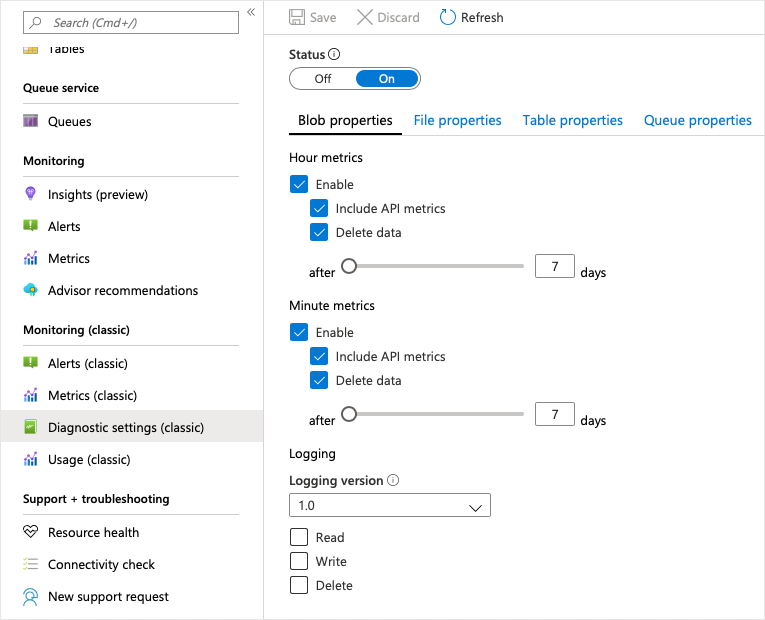 Search (Cmd+/)
«
Tables
Queue service
Queues
Monitoring
Insights (preview)
Alerts
Metrics
Advisor recommendations
Monitoring (classic)
Alerts (classic)
Metrics (classic)
Diagnostic settings (classic)
Usage (classic)
Support + troubleshooting
Resource health
Connectivity check
New support request
Save Discard Refresh
Status
Off On
Blob properties File properties Table properties Queue properties
Hour metrics
Enable
Include API metrics
Delete data
after 7 days
Minute metrics
Enable
Include API metrics
Delete data
after 7 days
Logging
Logging version
1.0
Read
Write
Delete